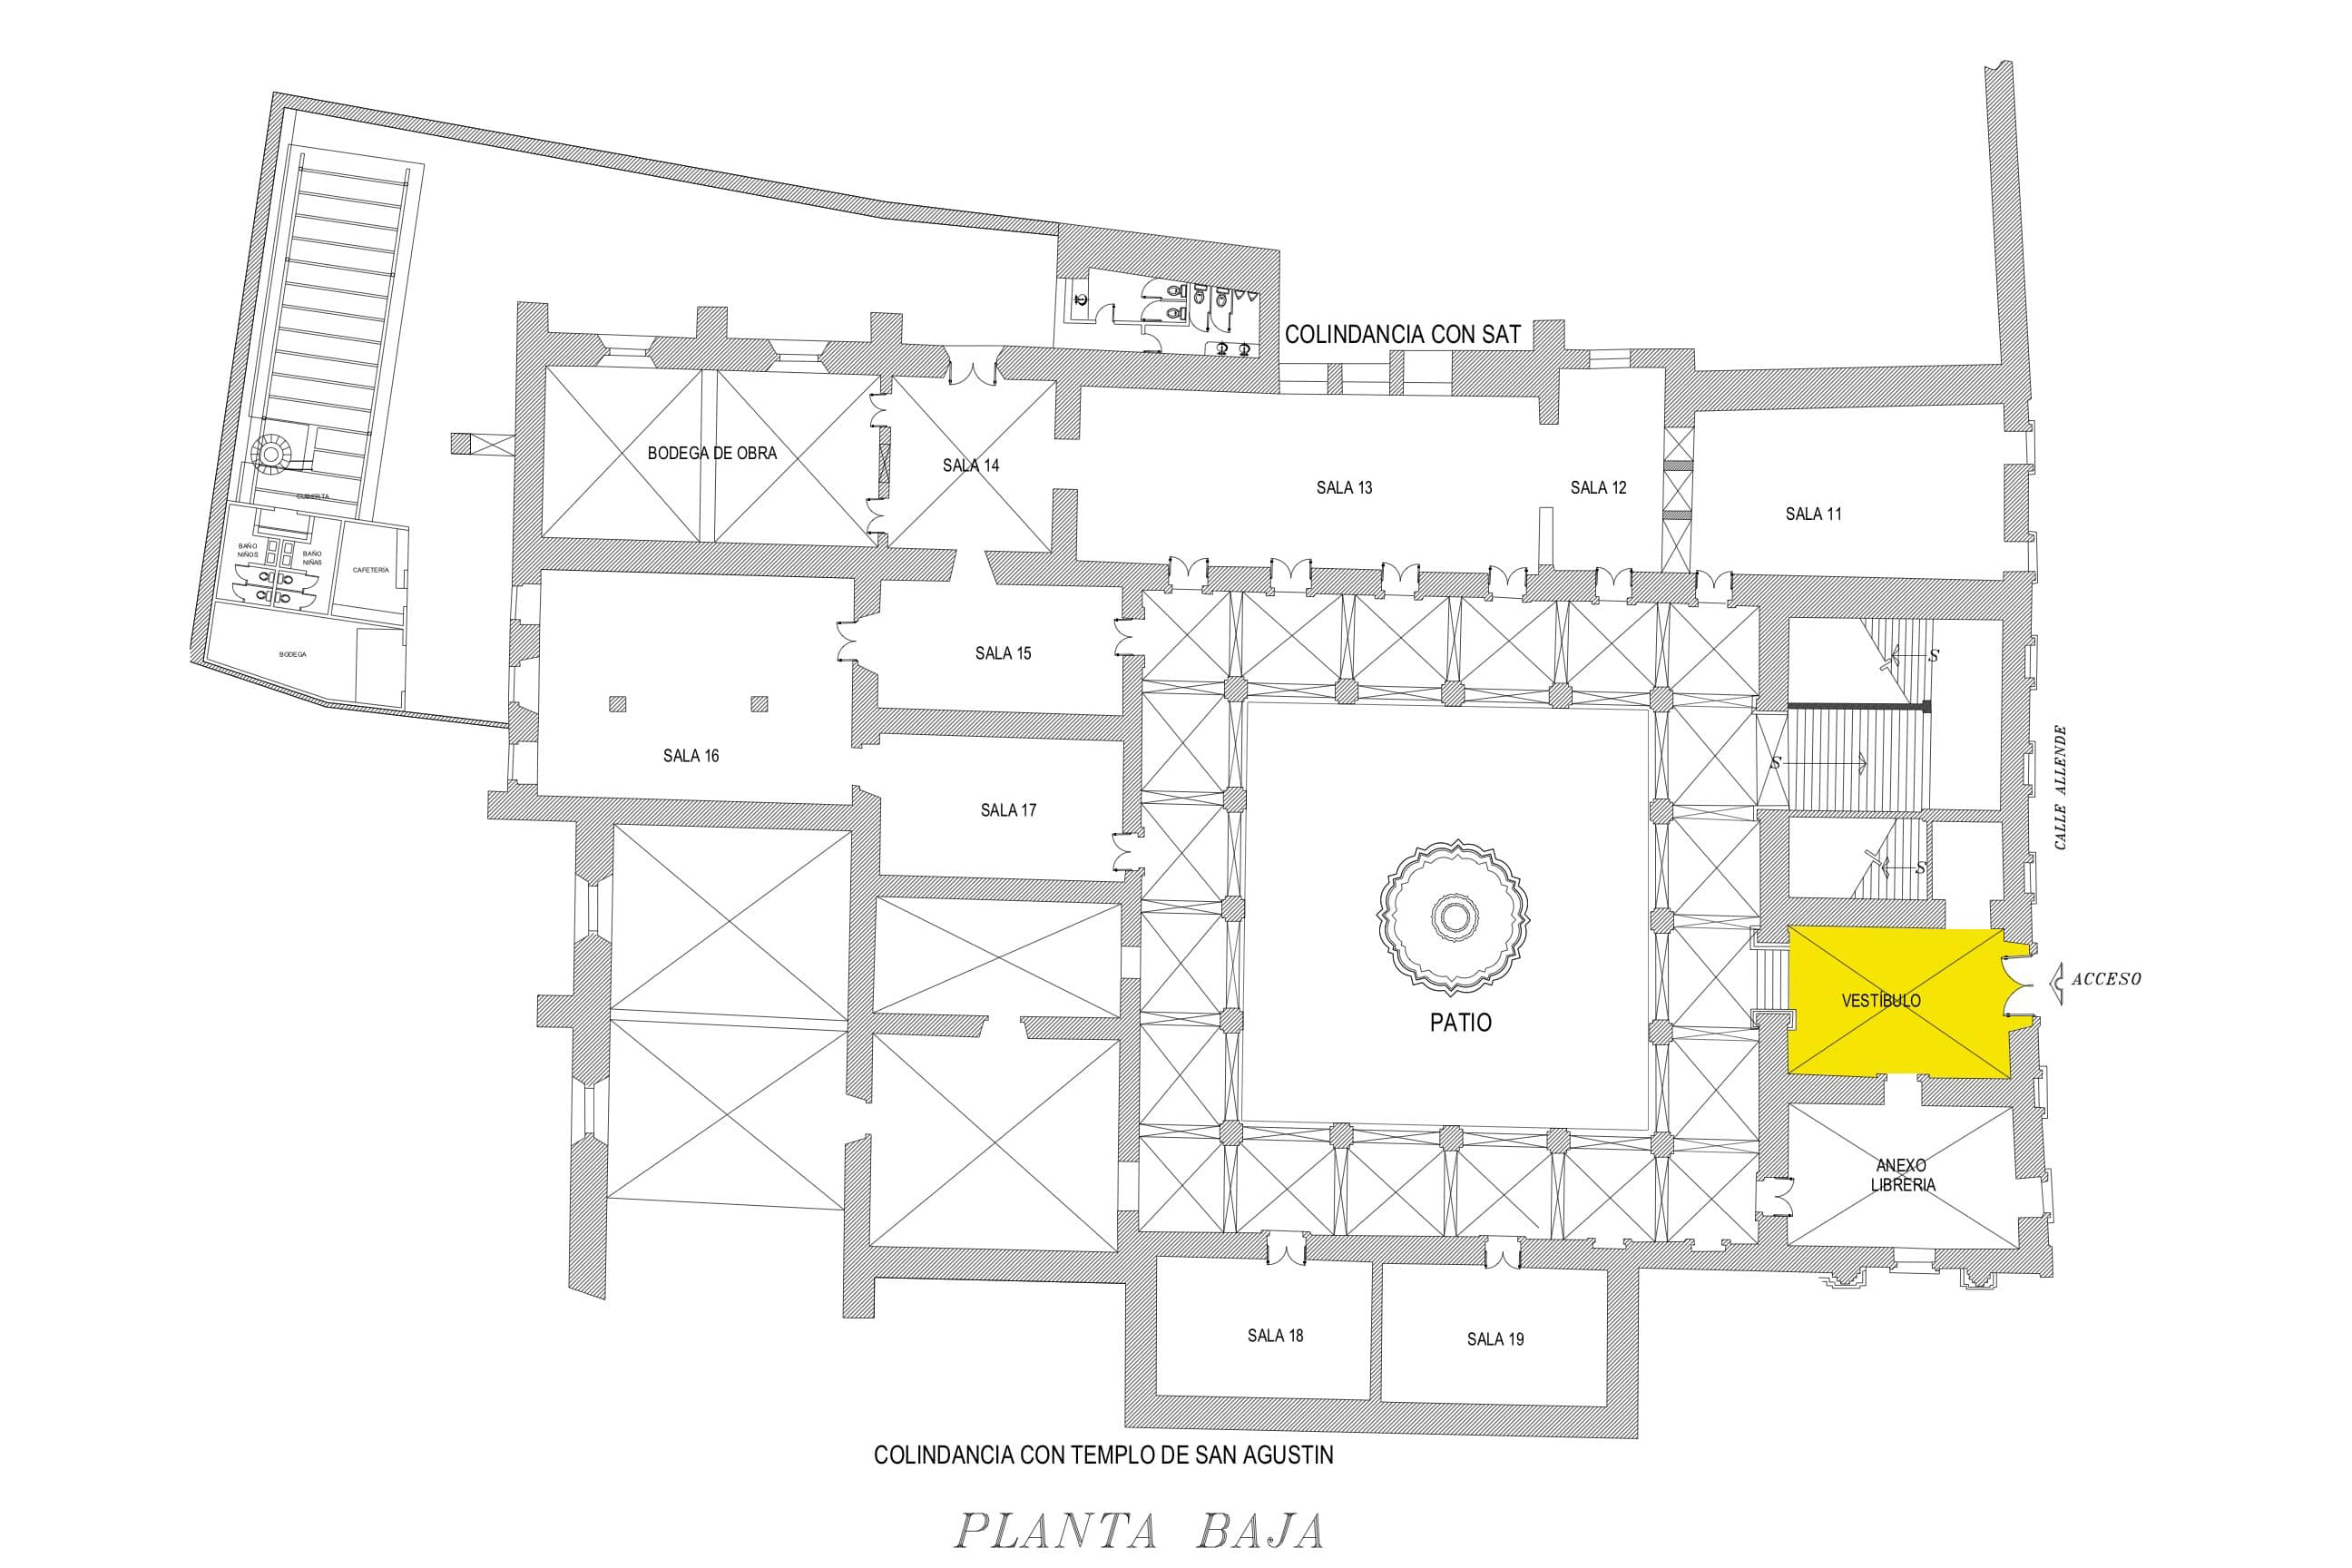 COLINDANCIA CON SAT
BODEGA DE OBRA
SALA 14
SALA 13
SALA 12
SALA 11
CUBIERTA
BAÑO
NIÑOS
BAÑO
NIÑAS
CAFETERÍA
BODEGA
SALA 15
S
SALA 16
S
CALLE ALLENDE
SALA 17
S
ACCESO
VESTÍBULO
PATIO
ANEXO
LIBRERIA
SALA 18
SALA 19
COLINDANCIA CON TEMPLO DE SAN AGUSTIN
PLANTA BAJA